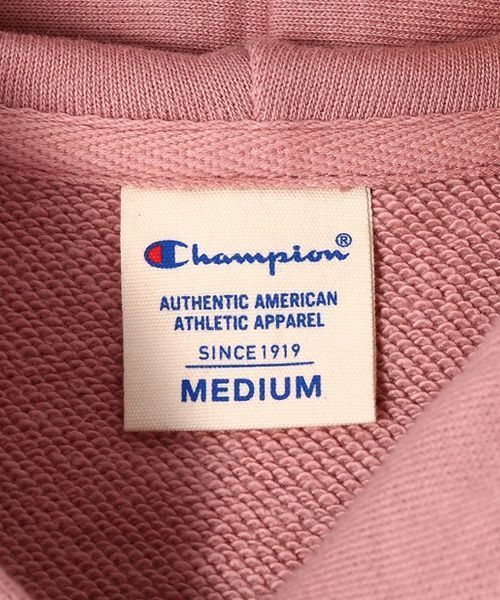 Champion®
AUTHENTIC AMERICAN
ATHLETIC APPAREL
SINCE 1919
MEDIUM